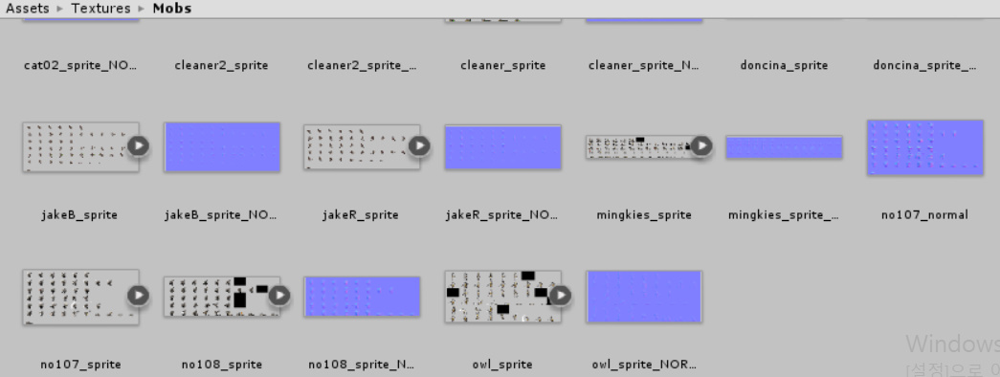 Assets ▸ Textures ▸ Mobs
cat02_sprite_NO...
cleaner2_sprite
cleaner2_sprite_...
cleaner_sprite
cleaner_sprite_N...
doncina_sprite
doncina_sprite_...
jakeB_sprite
jakeB_sprite_NO...
jakeR_sprite
jakeR_sprite_NO...
mingkies_sprite
mingkies_sprite_...
no107_normal
no107_sprite
no108_sprite
no108_sprite_N...
owl_sprite
owl_sprite_NOR...
Windows
[설정]으로 이